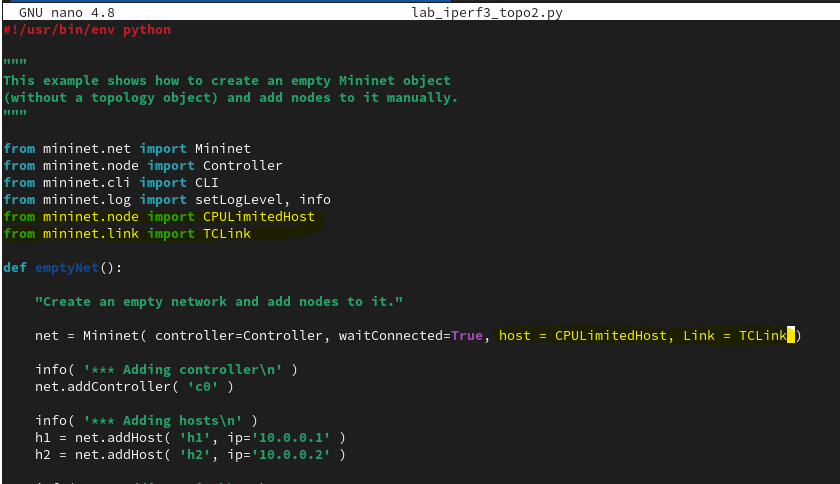 GNU nano 4.8 lab_iperf3_topo2.py
#!/usr/bin/env python
"""
This example shows how to create an empty Mininet object
(without a topology object) and add nodes to it manually.
"""
from mininet.net import Mininet
from mininet.node import Controller
from mininet.cli import CLI
from mininet.log import setLogLevel, info
from mininet.node import CPULimitedHost
from mininet.link import TCLink
def emptyNet():
"Create an empty network and add nodes to it."
net = Mininet( controller=Controller, waitConnected=True, host = CPULimitedHost, Link = TCLink )
info( '*** Adding controller\n' )
net.addController( 'c0' )
info( '*** Adding hosts\n' )
h1 = net.addHost( 'h1', ip='10.0.0.1' )
h2 = net.addHost( 'h2', ip='10.0.0.2' )